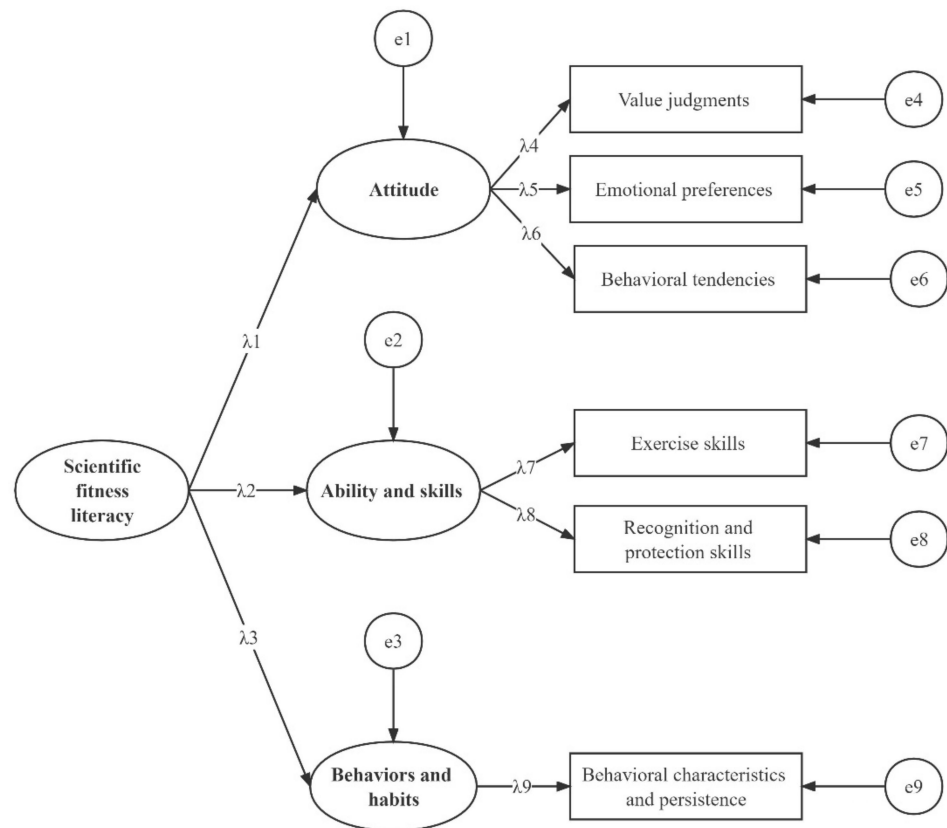 e1
Value judgments
e4
λ4
Attitude
λ5
Emotional preferences
e5
λ6
Behavioral tendencies
e6
λ1
e2
Exercise skills
e7
λ7
Scientific
fitness
literacy
λ2
Ability and skills
λ8
Recognition and
protection skills
e8
λ3
e3
Behaviors and
habits
λ9
Behavioral characteristics
and persistence
e9